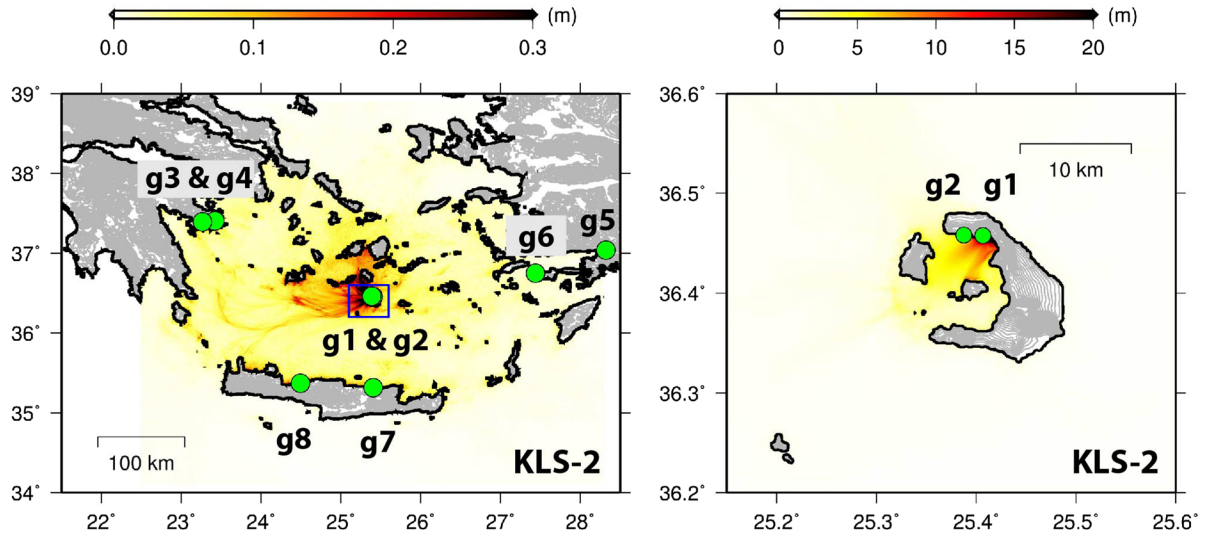 (m)
0.0 0.1 0.2 0.3
39˚
38˚
37˚
36˚
35˚
34˚
g3 & g4
g5
g6
g1 & g2
g8
g7
100 km
KLS-2
22˚ 23˚ 24˚ 25˚ 26˚ 27˚ 28˚
(m)
0 5 10 15 20
36.6˚
36.5˚
36.4˚
36.3˚
36.2˚
10 km
g2 g1
KLS-2
25.2˚ 25.3˚ 25.4˚ 25.5˚ 25.6˚